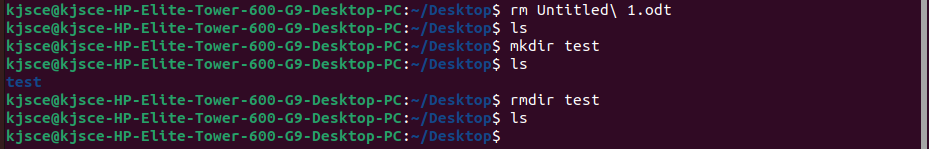 kjsce@kjsce-HP-Elite-Tower-600-G9-Desktop-PC:~/Desktop$ rm Untitled\ 1.odt
kjsce@kjsce-HP-Elite-Tower-600-G9-Desktop-PC:~/Desktop$ ls
kjsce@kjsce-HP-Elite-Tower-600-G9-Desktop-PC:~/Desktop$ mkdir test
kjsce@kjsce-HP-Elite-Tower-600-G9-Desktop-PC:~/Desktop$ ls
test
kjsce@kjsce-HP-Elite-Tower-600-G9-Desktop-PC:~/Desktop$ rmdir test
kjsce@kjsce-HP-Elite-Tower-600-G9-Desktop-PC:~/Desktop$ ls
kjsce@kjsce-HP-Elite-Tower-600-G9-Desktop-PC:~/Desktop$